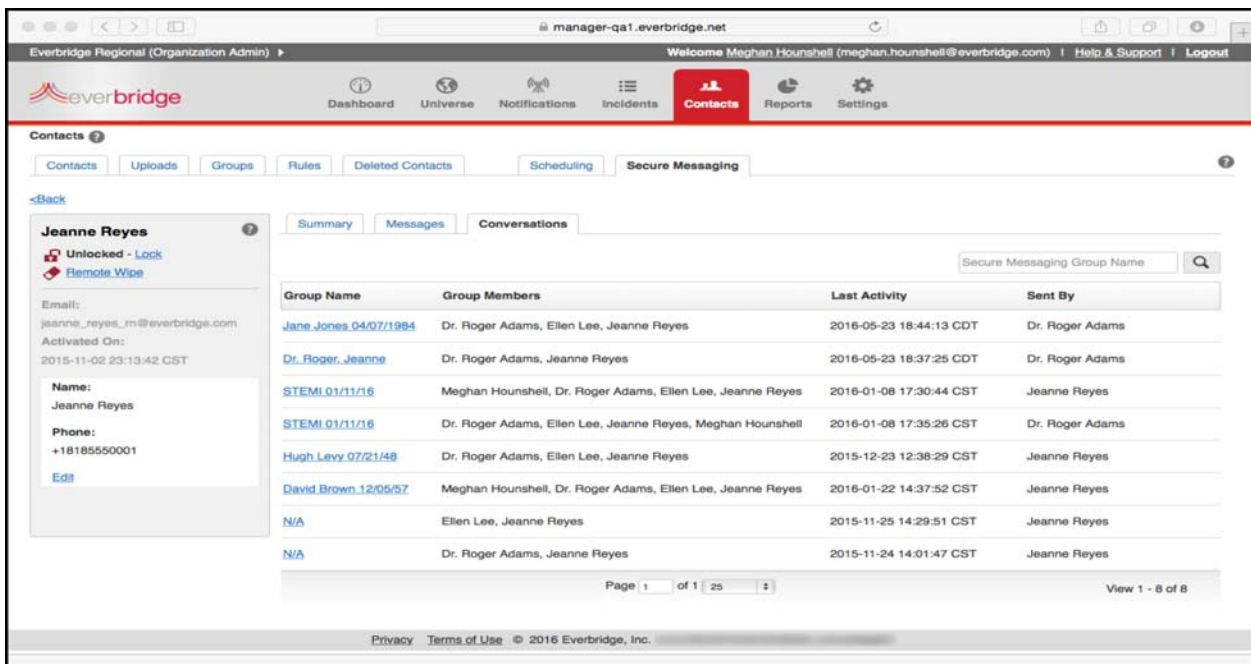 manager-qa1.everbridge.net
Everbridge Regional (Organization Admin) Welcome Meghan Hounshell (meghan.hounshell@everbridge.com) | Help & Support | Logout
everbridge Dashboard Universe Notifications Incidents Contacts Reports Settings
Contacts
Contacts Uploads Groups Rules Deleted Contacts Scheduling Secure Messaging
<Back
Jeanne Reyes
Unlocked - Lock
Remote Wipe
Email:
jeanne_reyes_rn@everbridge.com
Activated On:
2015-11-02 23:13:42 CST
Name:
Jeanne Reyes
Phone:
+18185550001
Edit
Summary Messages Conversations
Secure Messaging Group Name
Group Name Group Members Last Activity Sent By
Jane Jones 04/07/1984 Dr. Roger Adams, Ellen Lee, Jeanne Reyes 2016-05-23 18:44:13 CDT Dr. Roger Adams
Dr. Roger, Jeanne Dr. Roger Adams, Jeanne Reyes 2016-05-23 18:37:25 CDT Dr. Roger Adams
STEMI 01/11/16 Meghan Hounshell, Dr. Roger Adams, Ellen Lee, Jeanne Reyes 2016-01-08 17:30:44 CST Jeanne Reyes
STEMI 01/11/16 Dr. Roger Adams, Ellen Lee, Jeanne Reyes, Meghan Hounshell 2016-01-08 17:35:26 CST Dr. Roger Adams
Hugh Levy 07/21/48 Dr. Roger Adams, Ellen Lee, Jeanne Reyes 2015-12-23 12:38:29 CST Jeanne Reyes
David Brown 12/05/57 Meghan Hounshell, Dr. Roger Adams, Ellen Lee, Jeanne Reyes 2016-01-22 14:37:52 CST Jeanne Reyes
N/A Ellen Lee, Jeanne Reyes 2015-11-25 14:29:51 CST Jeanne Reyes
N/A Dr. Roger Adams, Jeanne Reyes 2015-11-24 14:01:47 CST Jeanne Reyes
Page 1 of 1 25 View 1 - 8 of 8
Privacy Terms of Use © 2016 Everbridge, Inc.